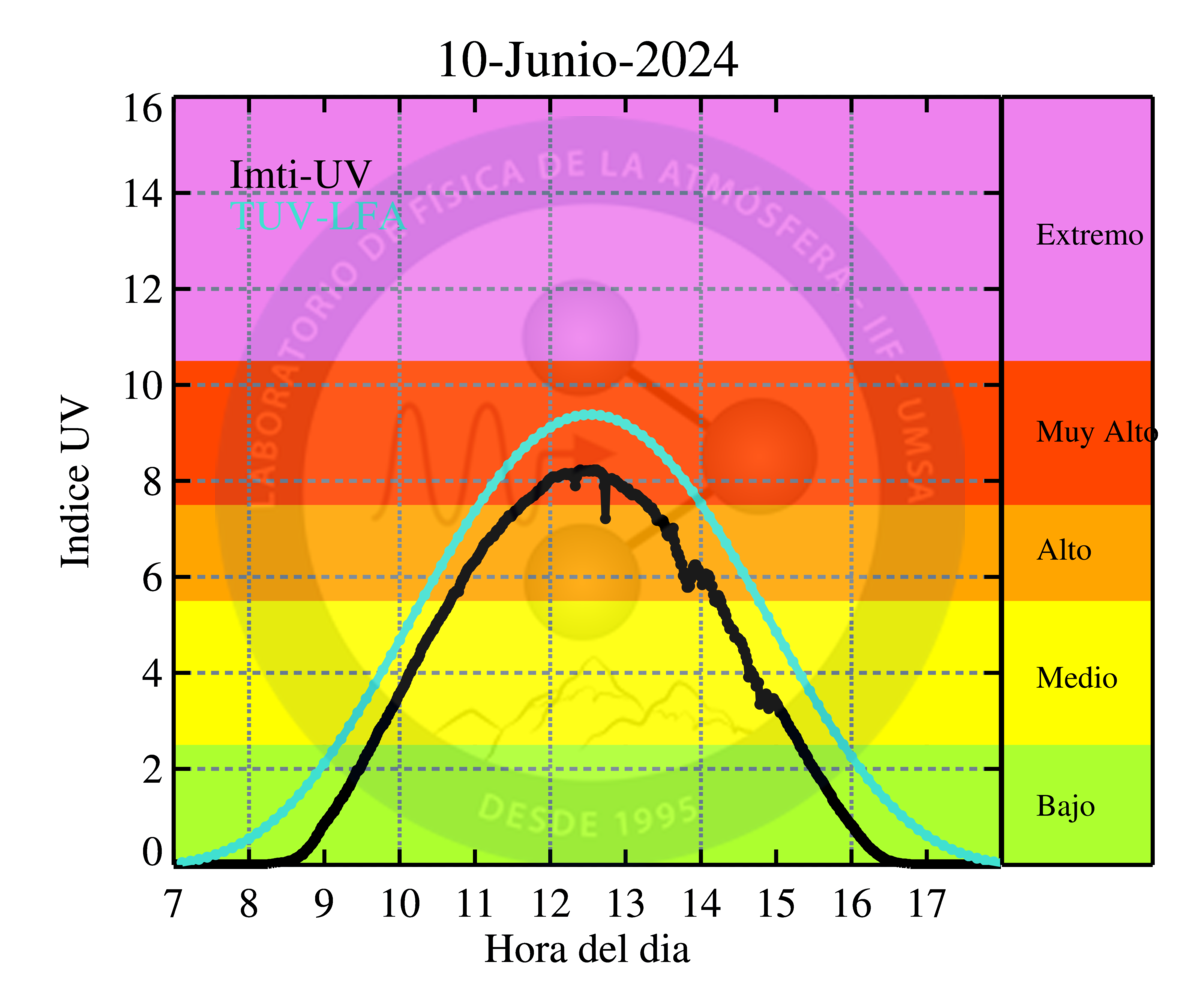 10-Junio-2024
Imti-UV
TUV-LFA
LABORATORIO DE FÍSICA DE LA ATMÓSFERA - IIF - UMSA
DESDE 1995
Indice UV
16
14
12
10
8
6
4
2
0
Extremo
Muy Alto
Alto
Medio
Bajo
7 8 9 10 11 12 13 14 15 16 17
Hora del dia